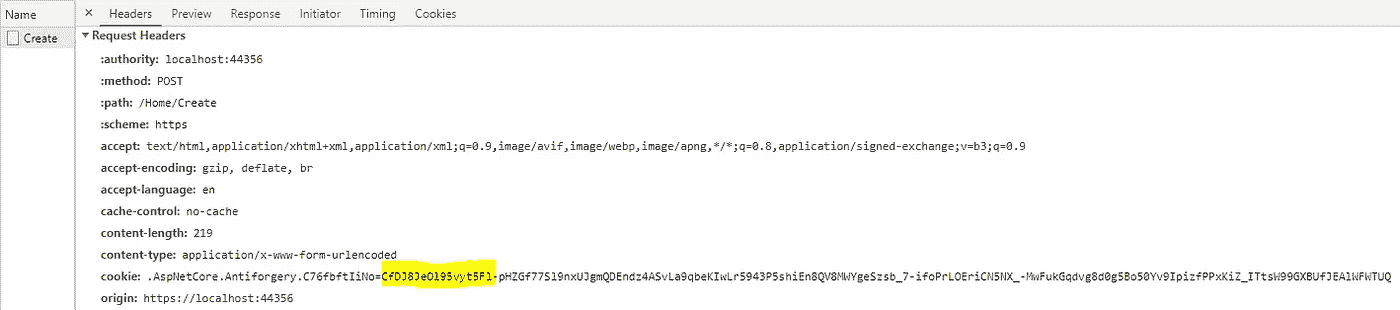 Name
Headers Preview Response Initiator Timing Cookies
Create
Request Headers
:authority: localhost:44356
:method: POST
:path: /Home/Create
:scheme: https
accept: text/html,application/xhtml+xml,application/xml;q=0.9,image/avif,image/webp,image/apng,*/*;q=0.8,application/signed-exchange;v=b3;q=0.9
accept-encoding: gzip, deflate, br
accept-language: en
cache-control: no-cache
content-length: 219
content-type: application/x-www-form-urlencoded
cookie: .AspNetCore.Antiforgery.C76fbftIiNo=CfDJ8JeOl95vyt5Fl-pHZGf77Sl9nxUJgmQDEndz4ASvLa9qbeKIwLr5943P5shiEn8QV8MWYgeSzsb_7-ifoPrLOEriCN5NX_-MwFukGqdvg8d0g5Bo50Yv9IpizfPPxKiZ_ITtsW99GXBUfJEAlWFWTUQ
origin: https://localhost:44356